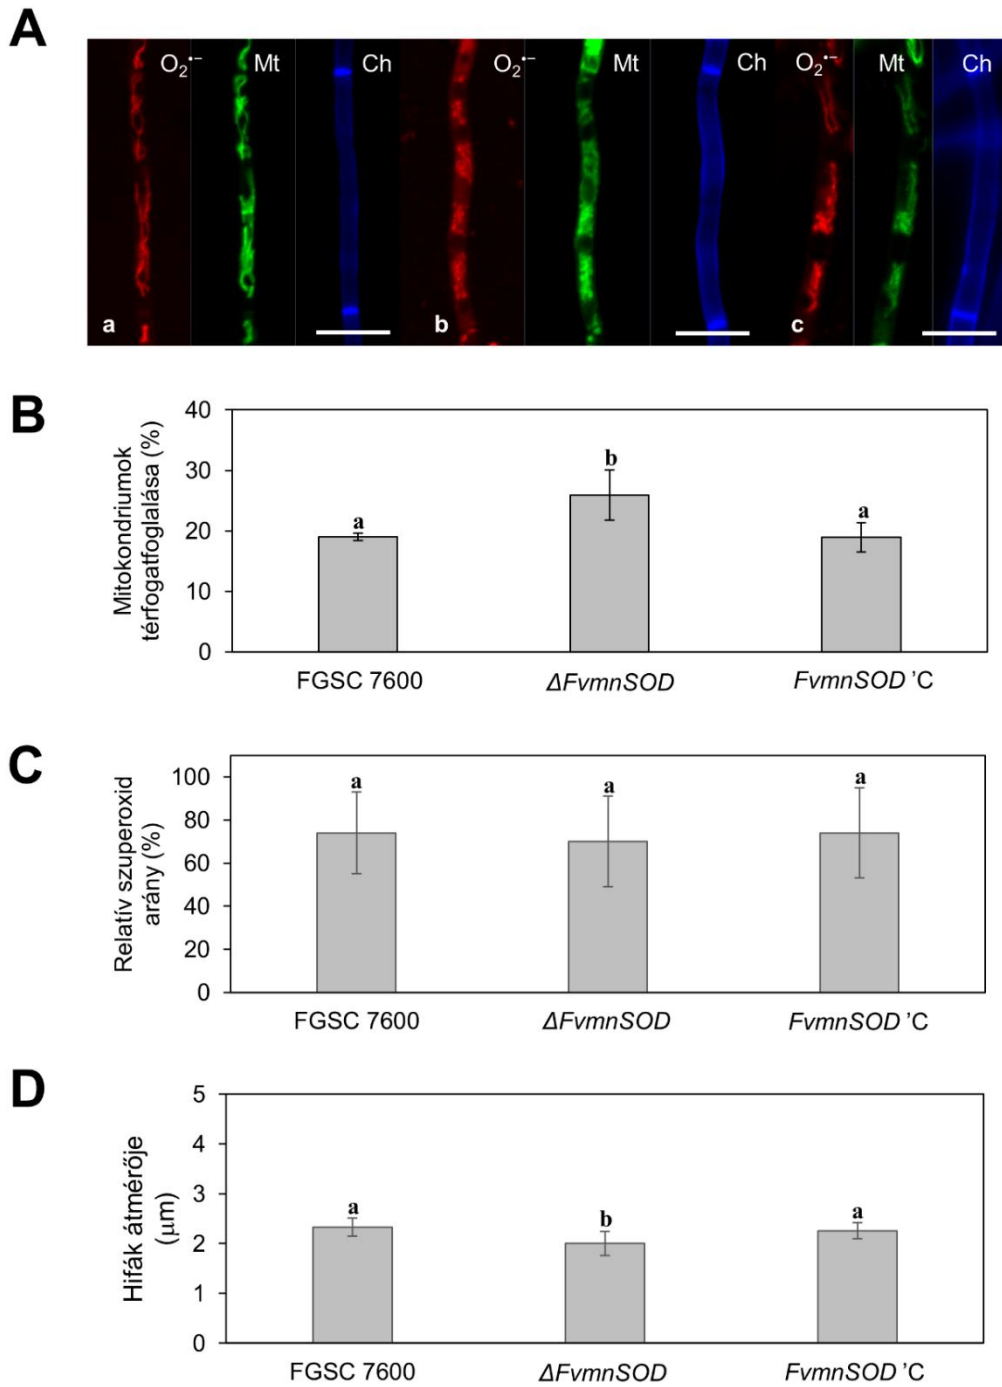 A
O₂•− Mt Ch O₂•− Mt Ch O₂•− Mt Ch
a b c
B
Mitokondriumok
térfogatfoglalása (%)
40
30
20
10
0
a b a
FGSC 7600 ΔFvmnSOD FvmnSOD ’C
C
Relatív szuperoxid
arány (%)
100
80
60
40
20
0
a a a
FGSC 7600 ΔFvmnSOD FvmnSOD ’C
D
Hifák átmérője
(μm)
5
4
3
2
1
0
a b a
FGSC 7600 ΔFvmnSOD FvmnSOD ’C